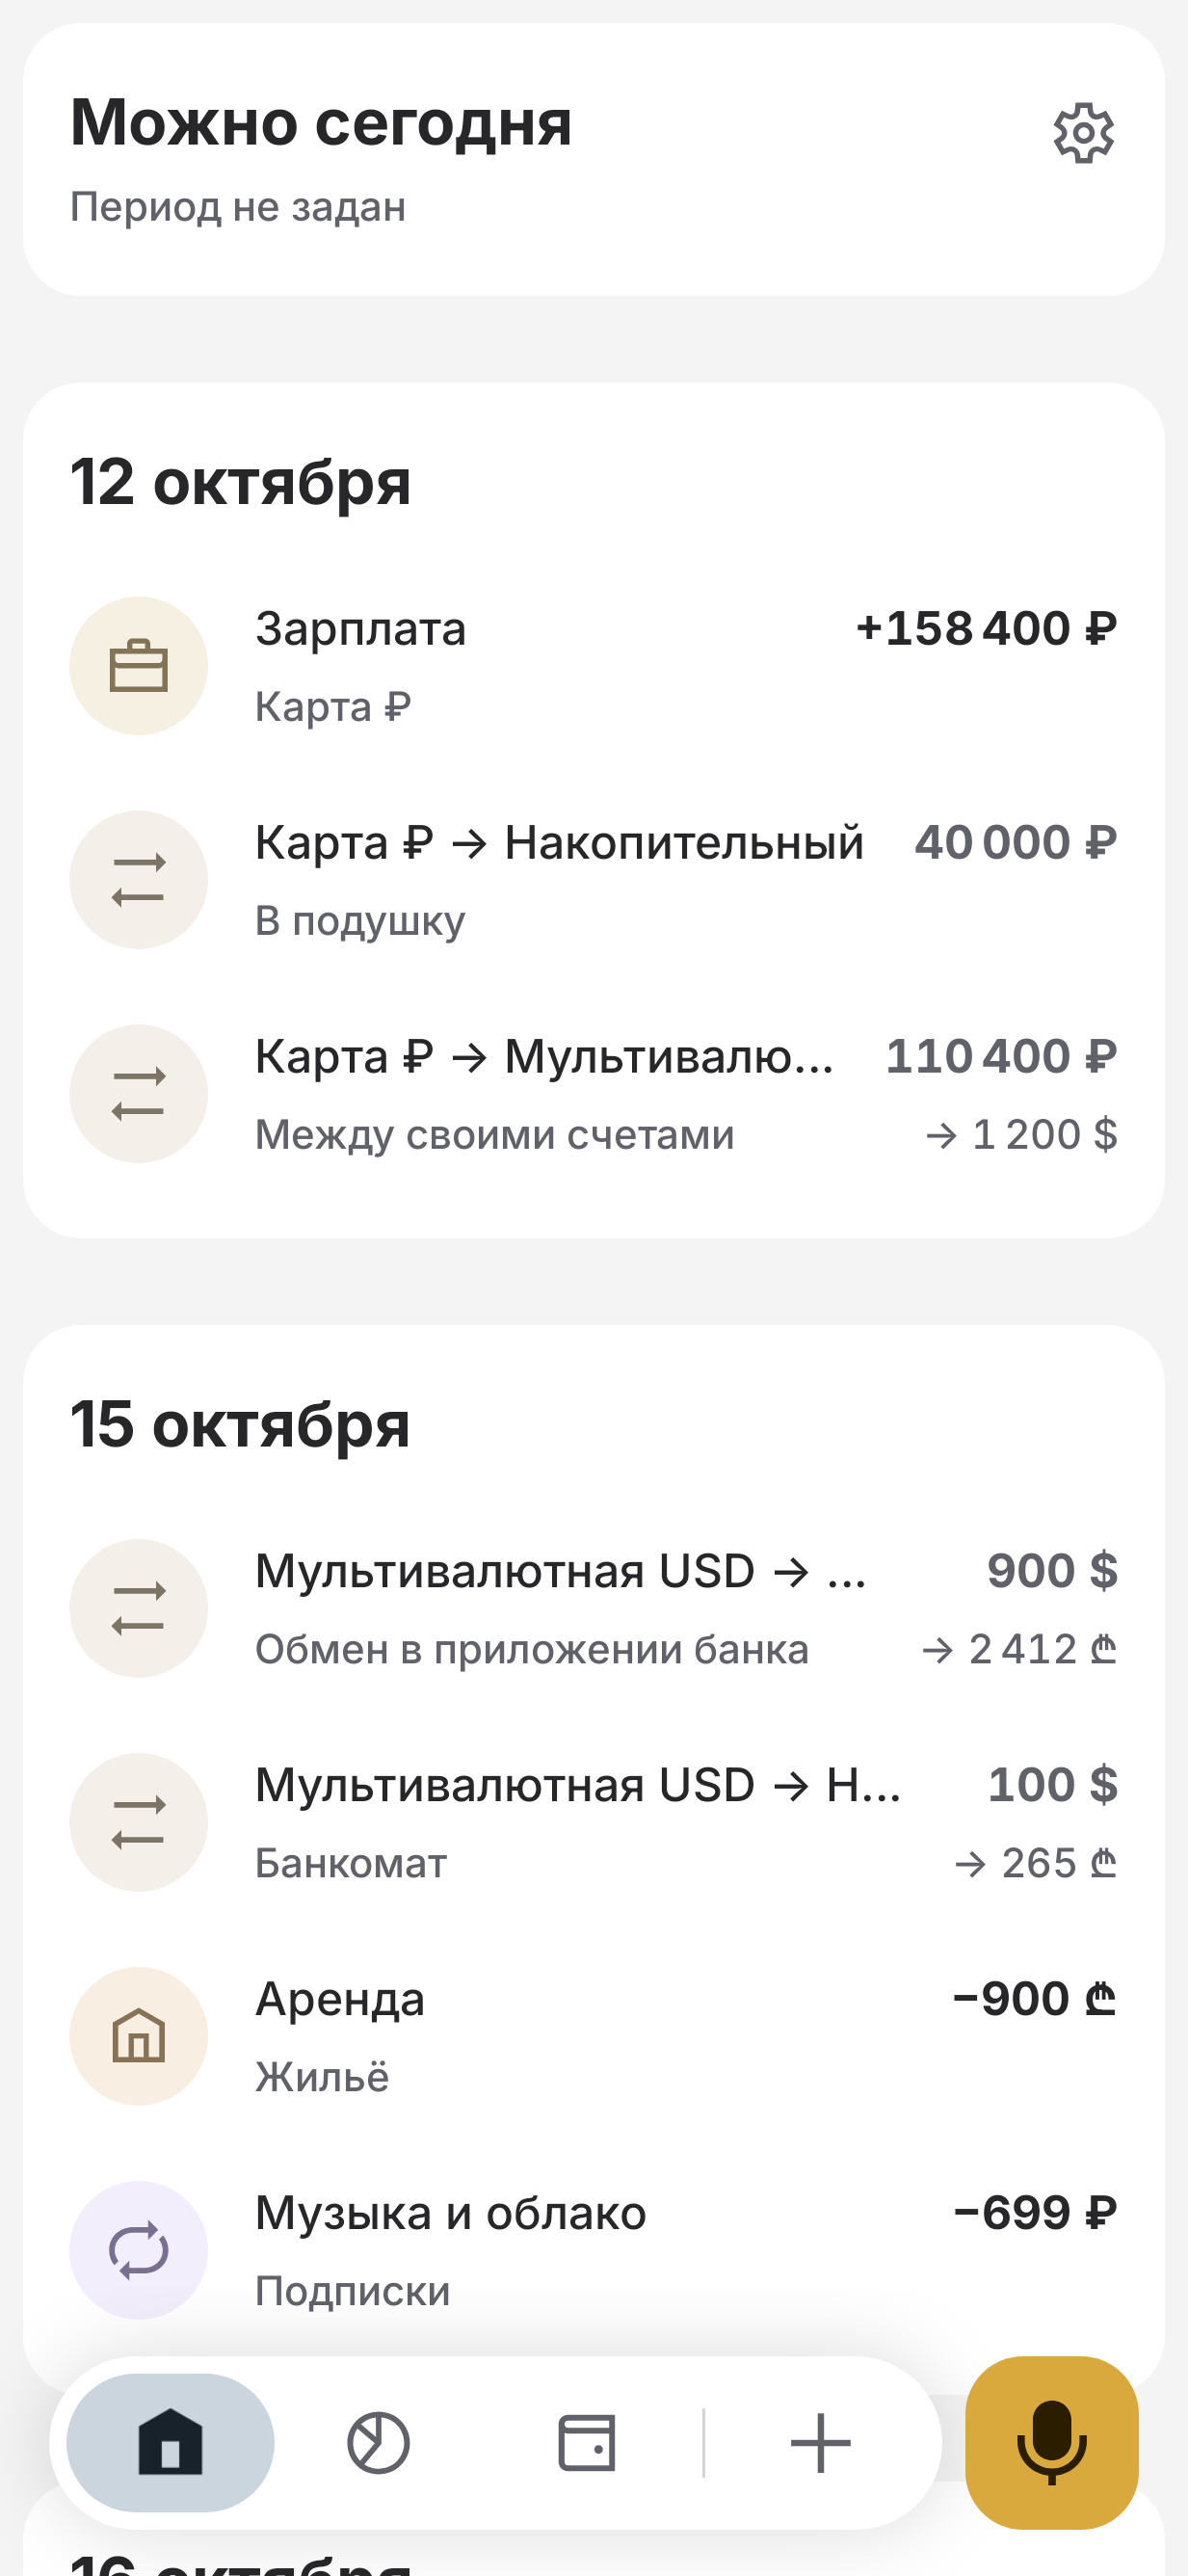 Можно сегодня
Период не задан
12 октября
Зарплата +158 400 ₽
Карта ₽
Карта ₽ → Накопительный 40 000 ₽
В подушку
Карта ₽ → Мультивалю... 110 400 ₽
Между своими счетами → 1 200 $
15 октября
Мультивалютная USD → ... 900 $
Обмен в приложении банка → 2 412 ₾
Мультивалютная USD → Н... 100 $
Банкомат → 265 ₾
Аренда −900 ₾
Жильё
Музыка и облако −699 ₽
Подписки
16 октября